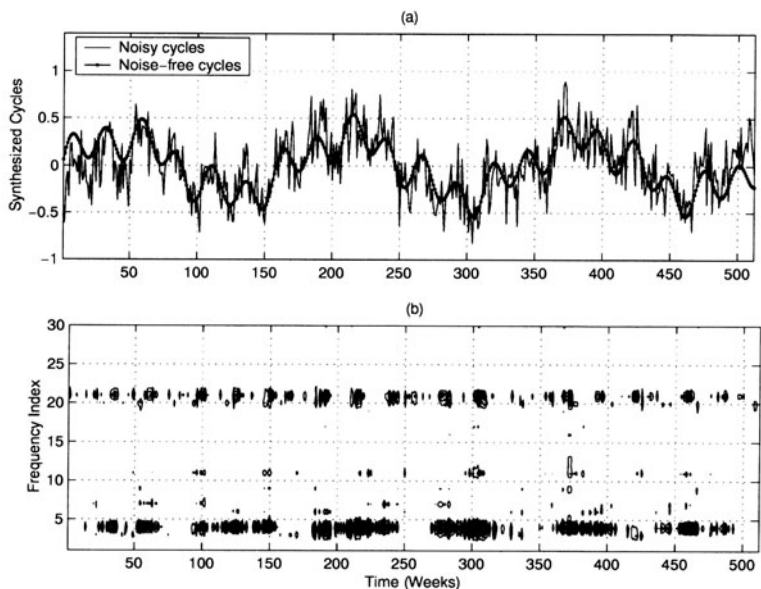 (a)
Noisy cycles
Noise-free cycles
Synthesized Cycles
1
0.5
0
-0.5
-1
50 100 150 200 250 300 350 400 450 500
(b)
Frequency Index
30
25
20
15
10
5
50 100 150 200 250 300 350 400 450 500
Time (Weeks)